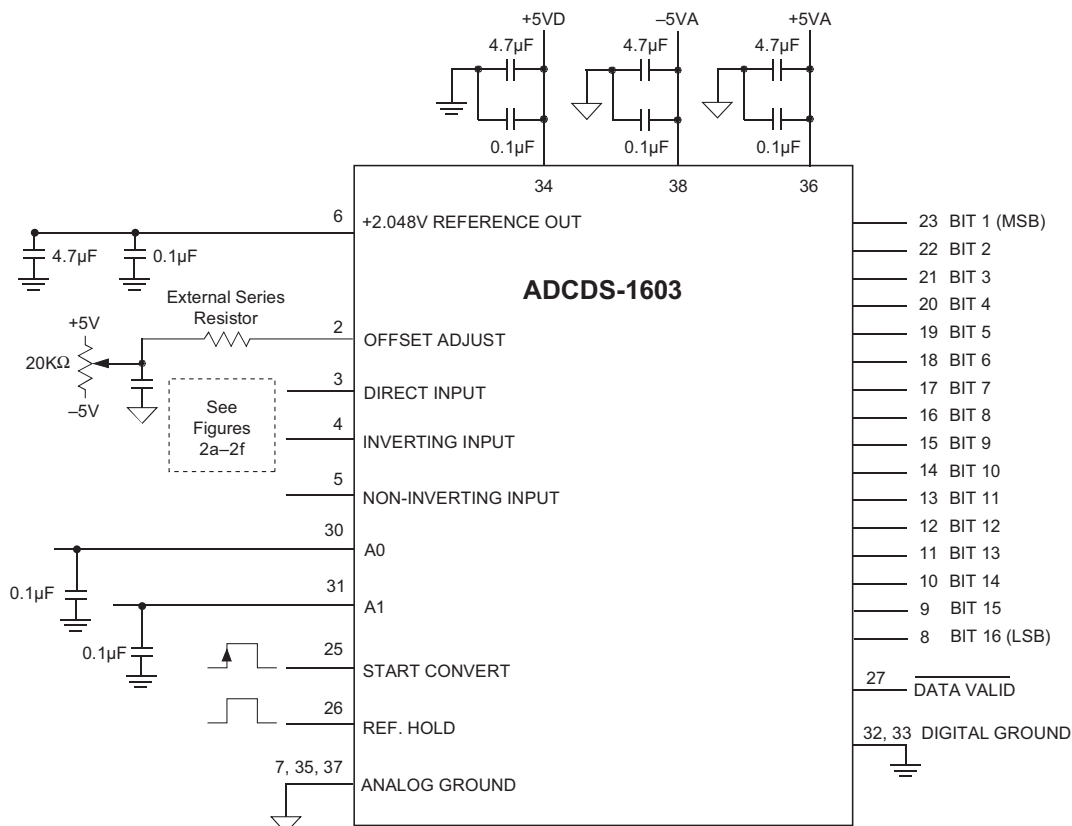 +5VD –5VA +5VA
4.7µF 4.7µF 4.7µF
0.1µF 0.1µF 0.1µF
34 38 36
6 +2.048V REFERENCE OUT
4.7µF 0.1µF
ADCDS-1603
External Series
Resistor
+5V
20KΩ
–5V
2 OFFSET ADJUST
3 DIRECT INPUT
See
Figures
2a–2f
4 INVERTING INPUT
5 NON-INVERTING INPUT
30 A0
0.1µF
31 A1
0.1µF
25 START CONVERT
26 REF. HOLD
7, 35, 37 ANALOG GROUND
23 BIT 1 (MSB)
22 BIT 2
21 BIT 3
20 BIT 4
19 BIT 5
18 BIT 6
17 BIT 7
16 BIT 8
15 BIT 9
14 BIT 10
13 BIT 11
12 BIT 12
11 BIT 13
10 BIT 14
9 BIT 15
8 BIT 16 (LSB)
27 DATA VALID
32, 33 DIGITAL GROUND